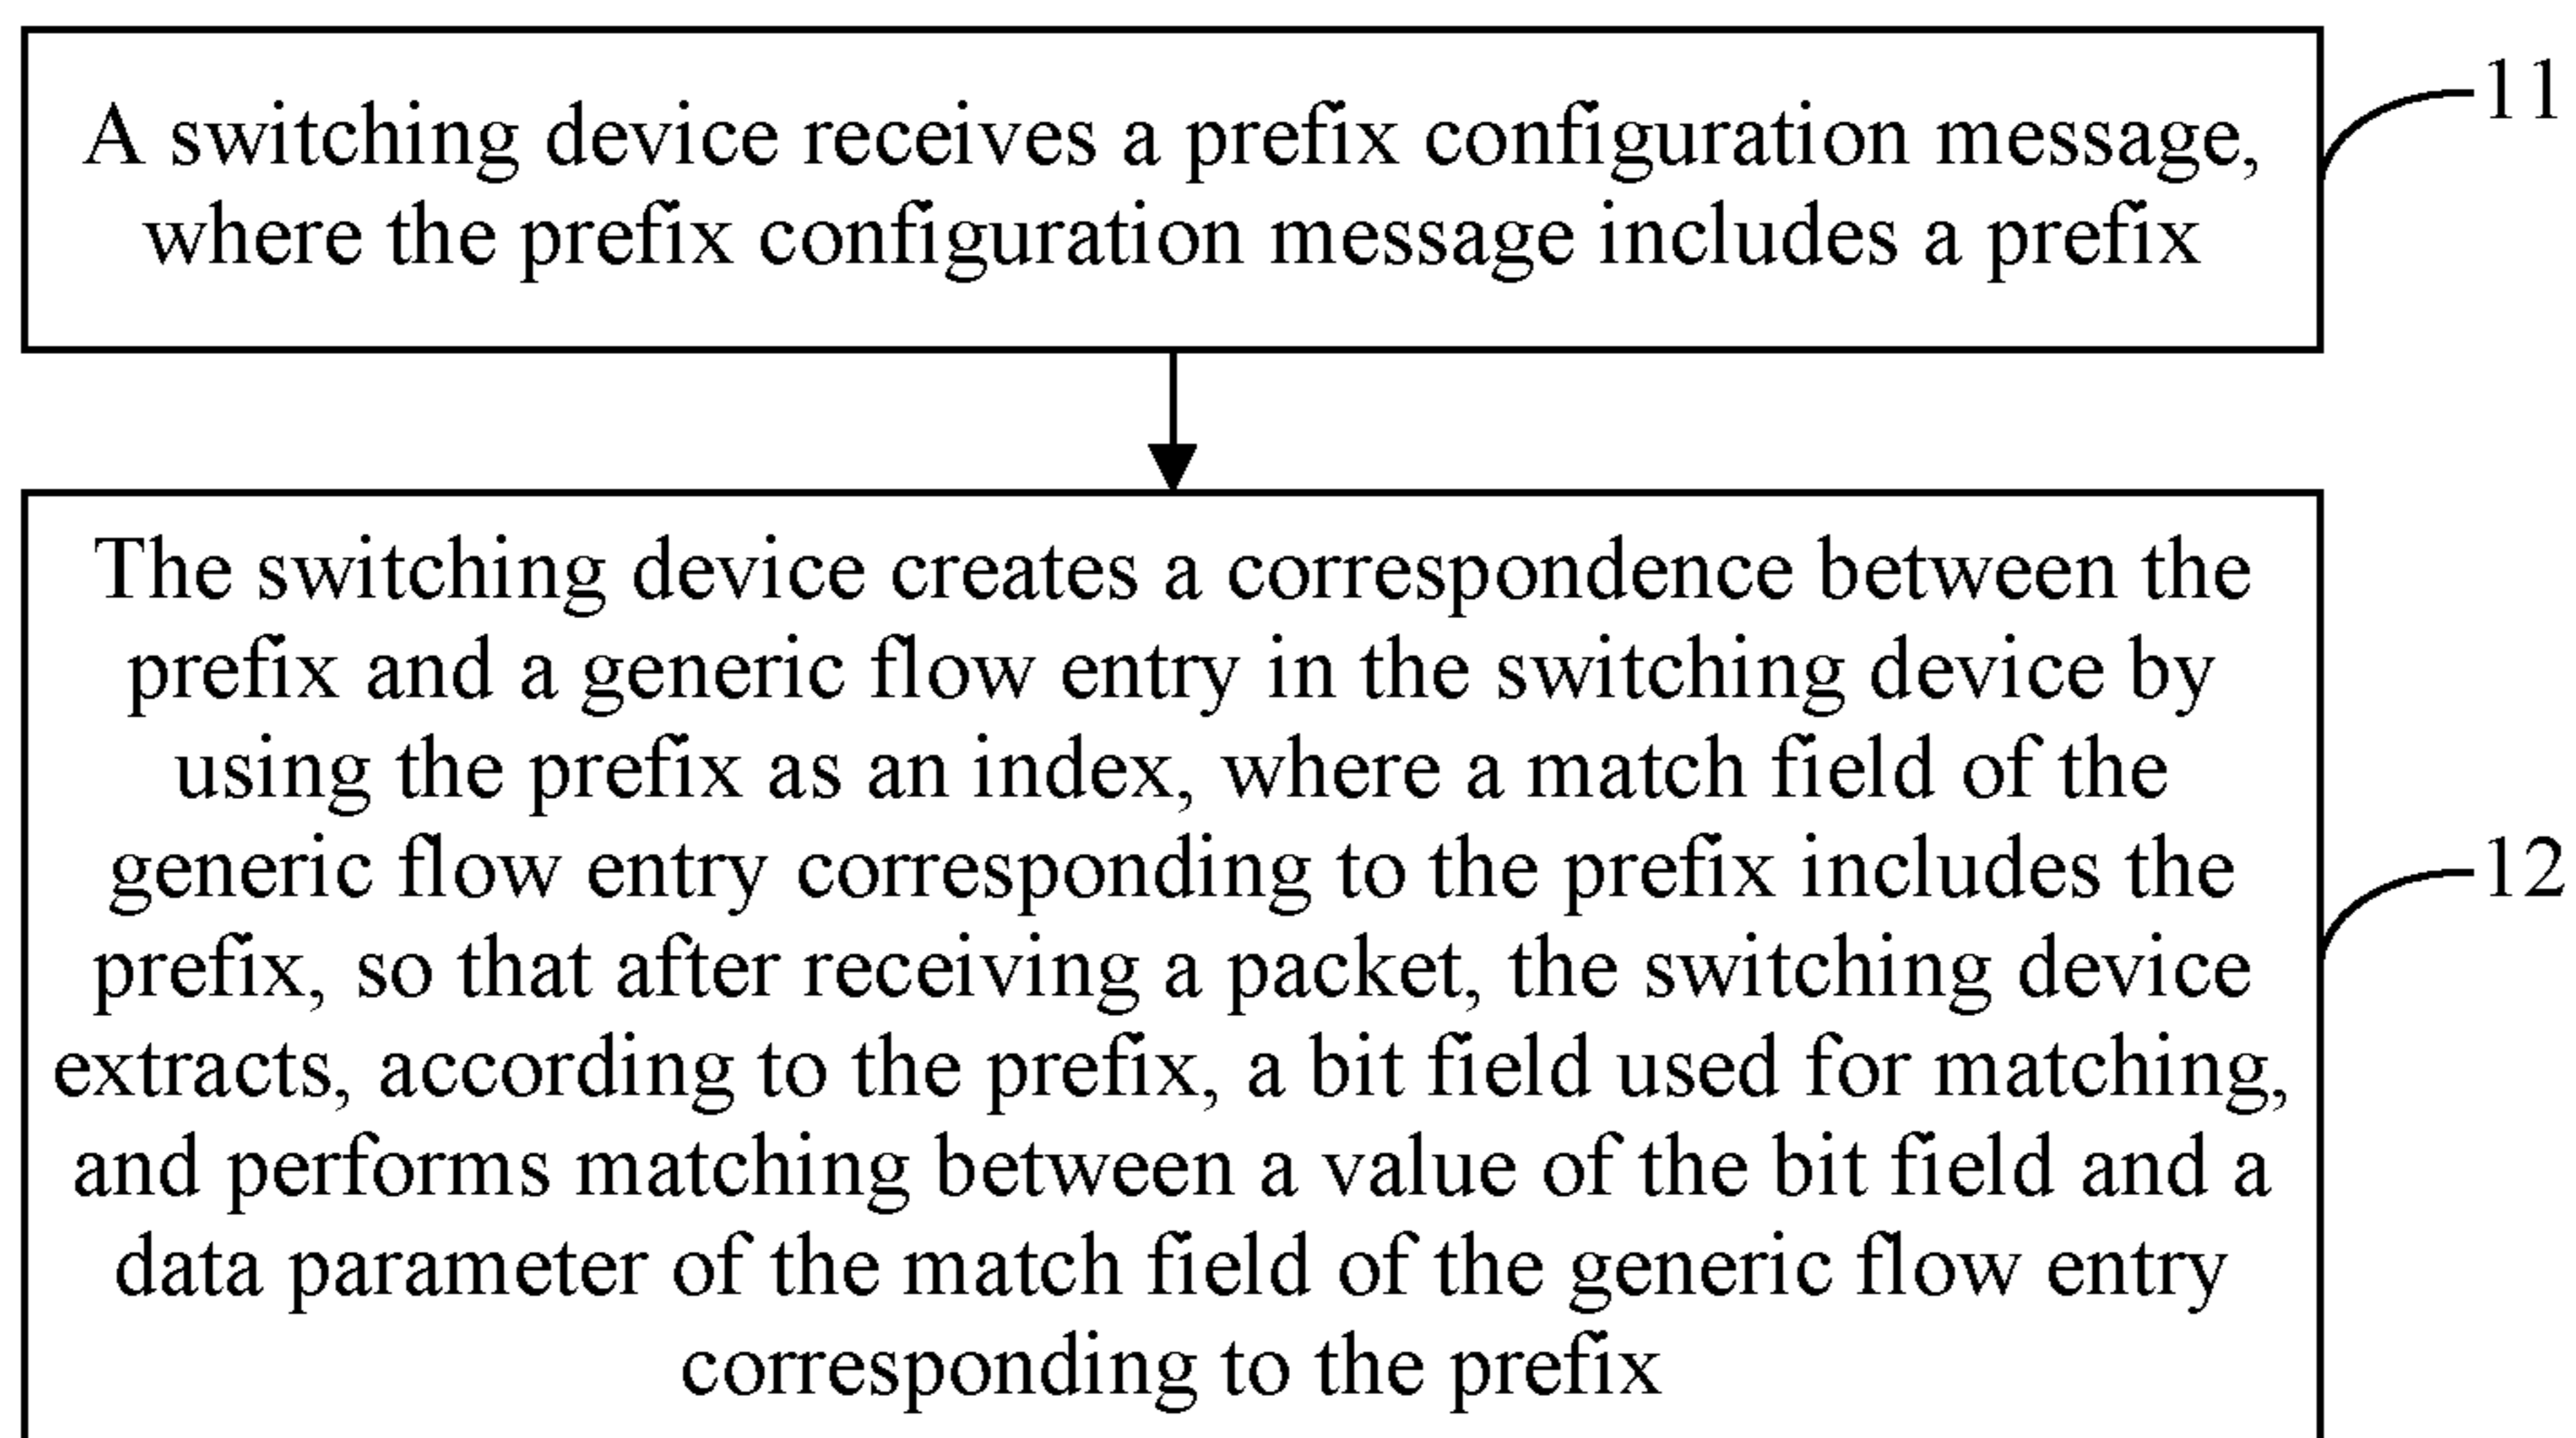 A switching device receives a prefix configuration message,
where the prefix configuration message includes a prefix
11
The switching device creates a correspondence between the
prefix and a generic flow entry in the switching device by
using the prefix as an index, where a match field of the
generic flow entry corresponding to the prefix includes the
prefix, so that after receiving a packet, the switching device
extracts, according to the prefix, a bit field used for matching,
and performs matching between a value of the bit field and a
data parameter of the match field of the generic flow entry
corresponding to the prefix
12